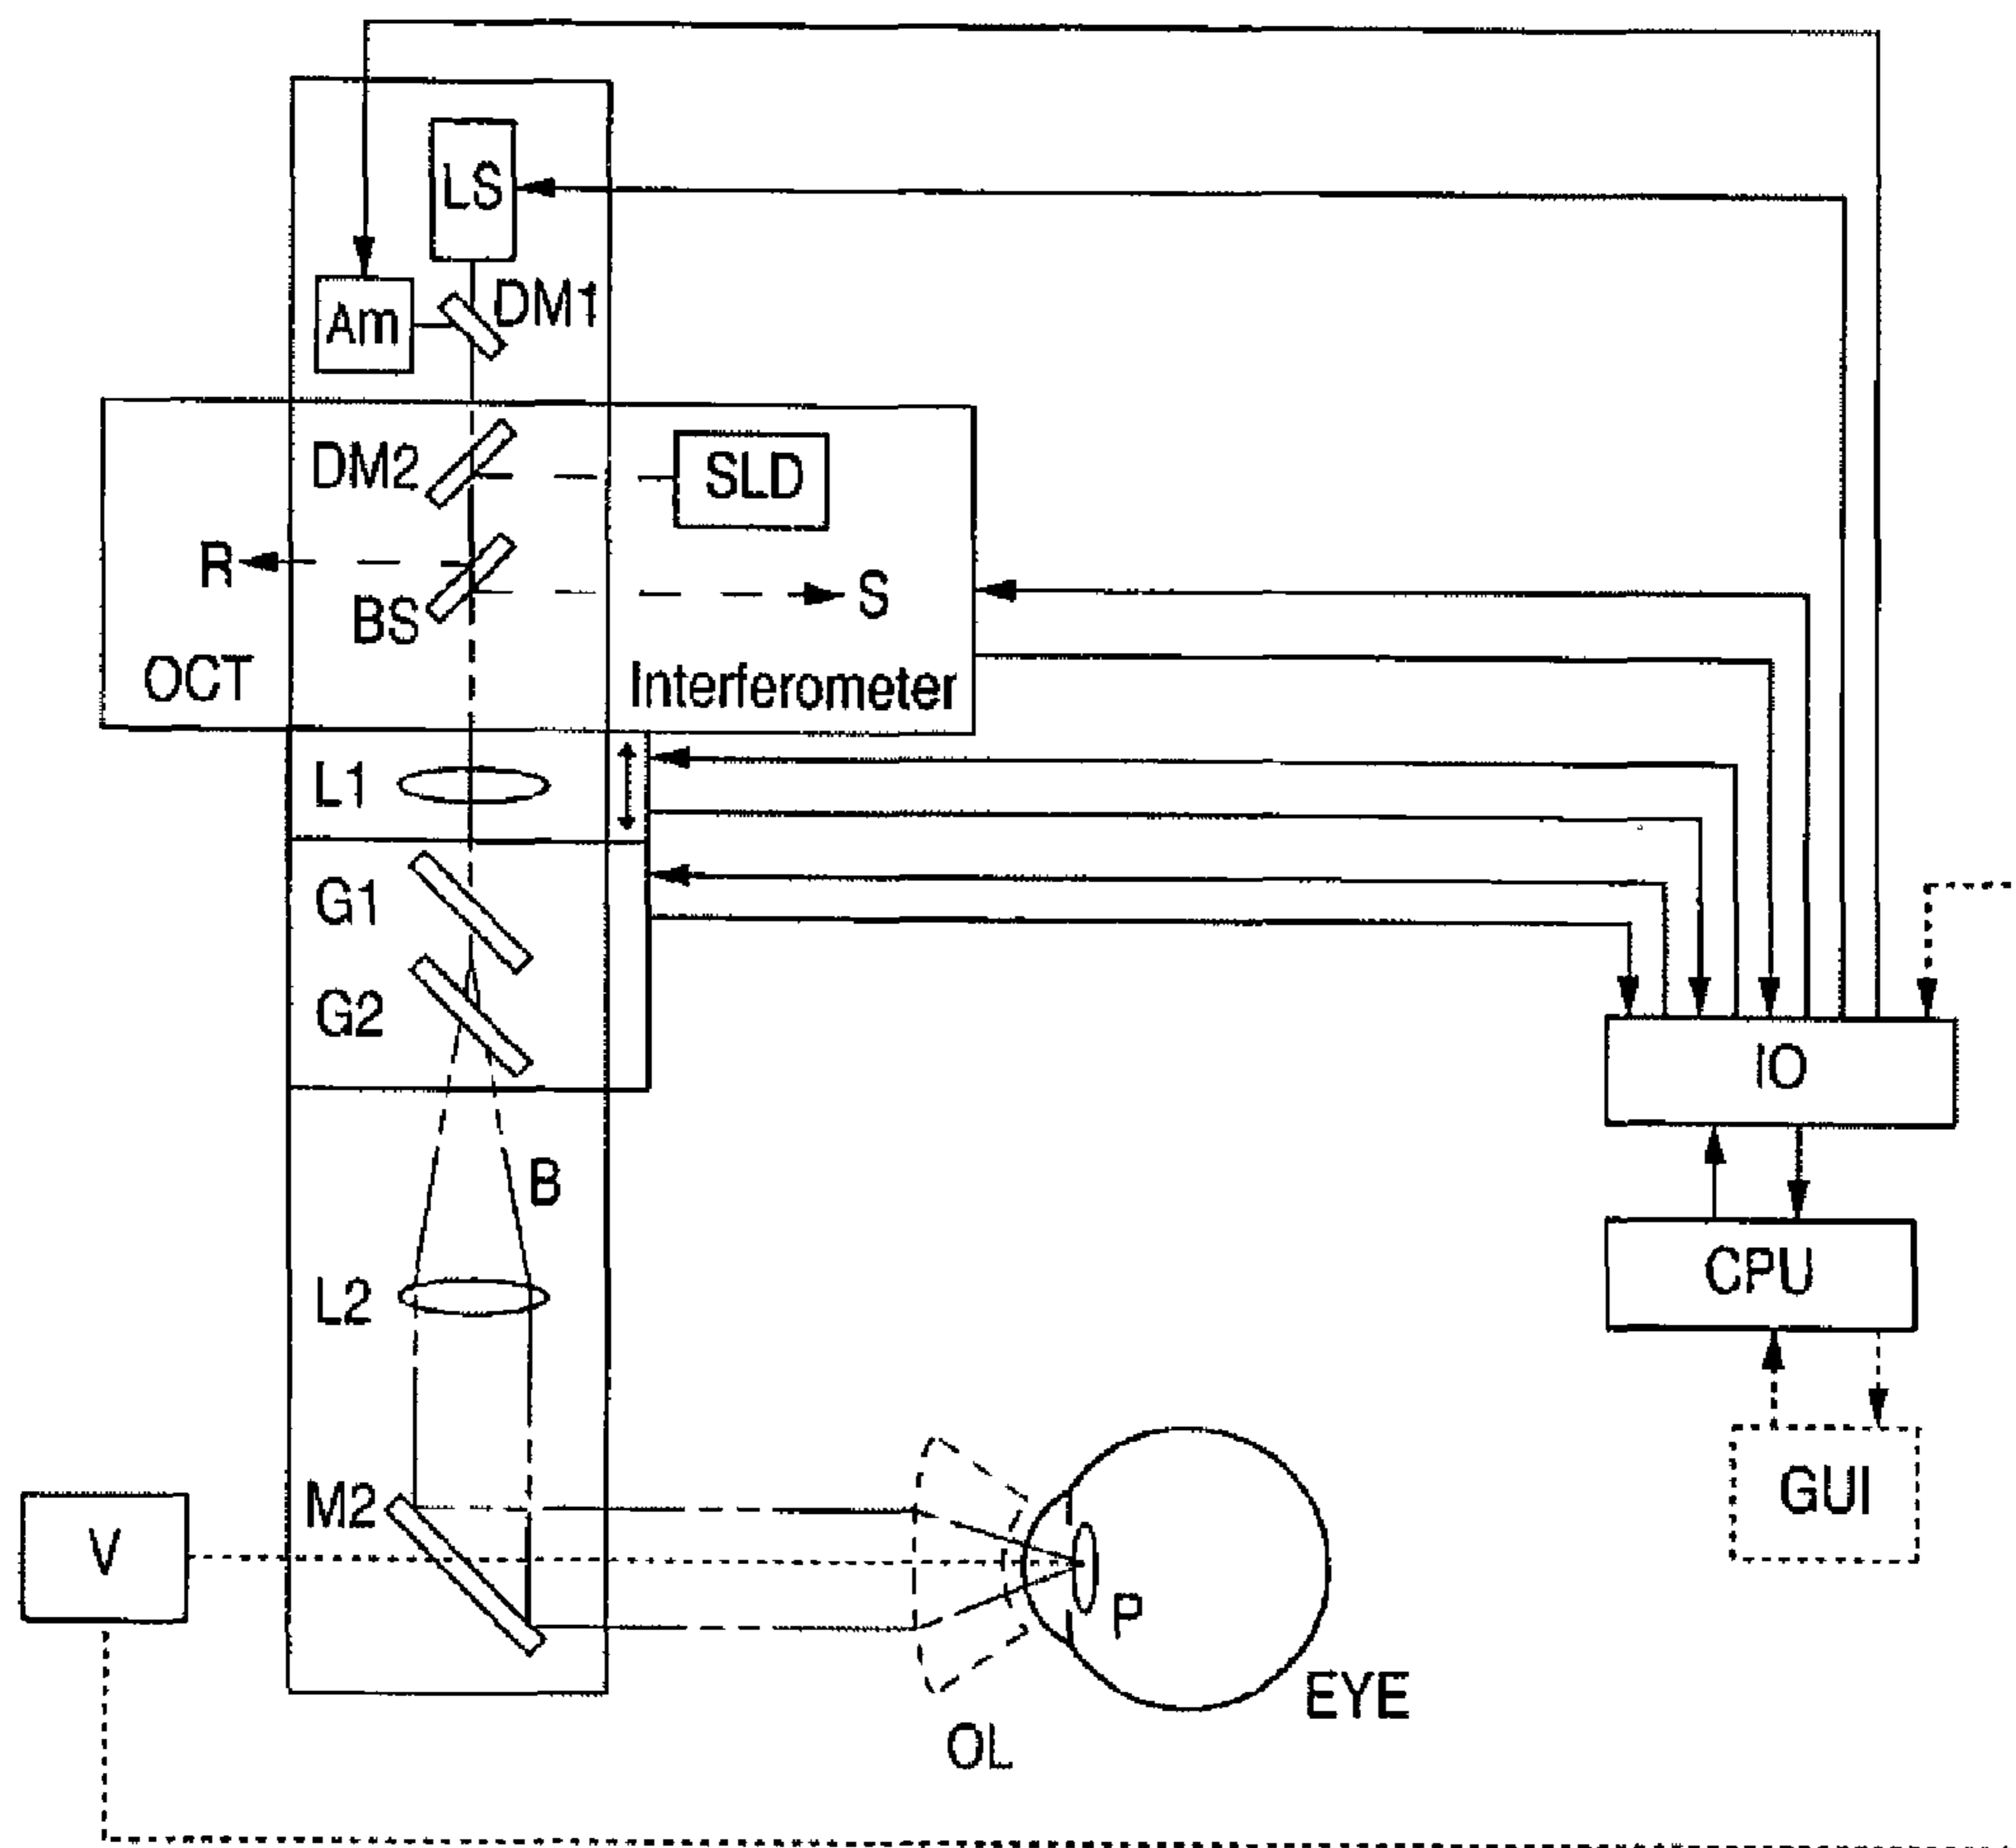 LS
DM1
Am
DM2
SLD
R
S
BS
OCT
Interferometer
L1
G1
G2
IO
B
CPU
L2
GUI
M2
V
P
EYE
OL